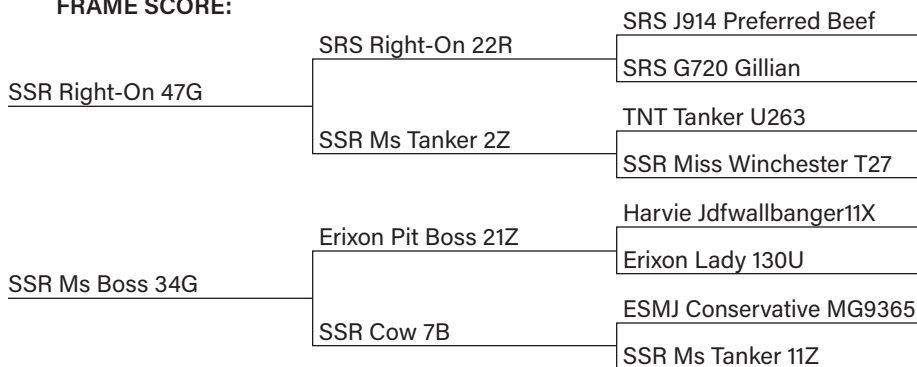 FRAME SCORE:
SRS J914 Preferred Beef
SRS Right-On 22R
SRS G720 Gillian
SSR Right-On 47G
TNT Tanker U263
SSR Ms Tanker 2Z
SSR Miss Winchester T27
Harvie Jdfwallbanger11X
Erixon Pit Boss 21Z
Erixon Lady 130U
SSR Ms Boss 34G
ESMJ Conservative MG9365
SSR Cow 7B
SSR Ms Tanker 11Z